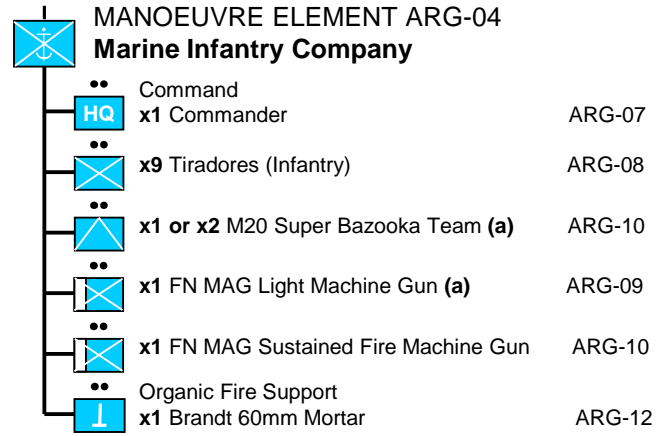 MANOEUVRE ELEMENT ARG-04
Marine Infantry Company
Command
HQ x1 Commander ARG-07
x9 Tiradores (Infantry) ARG-08
x1 or x2 M20 Super Bazooka Team (a) ARG-10
x1 FN MAG Light Machine Gun (a) ARG-09
x1 FN MAG Sustained Fire Machine Gun ARG-10
Organic Fire Support
x1 Brandt 60mm Mortar ARG-12